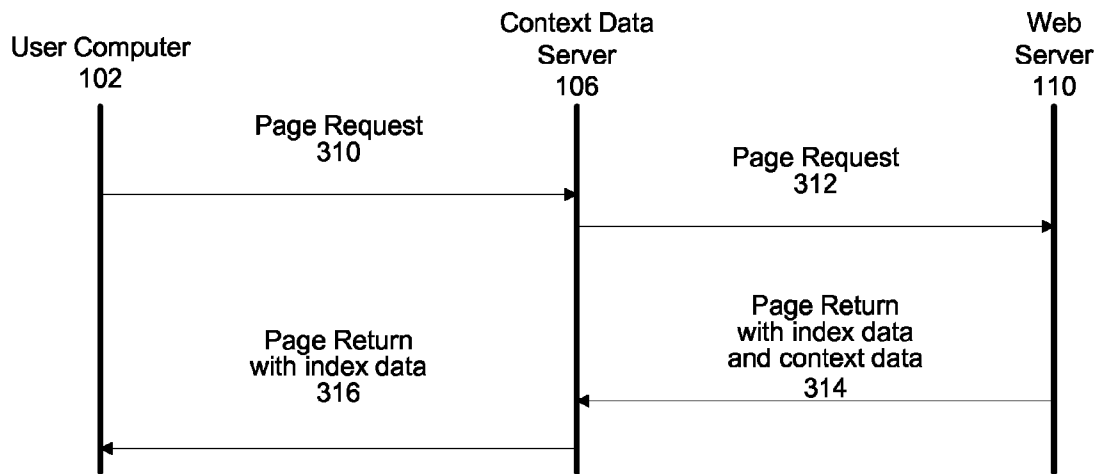 User Computer
102
Context Data
Server
106
Web
Server
110
Page Request
310
Page Request
312
Page Return
with index data
and context data
314
Page Return
with index data
316